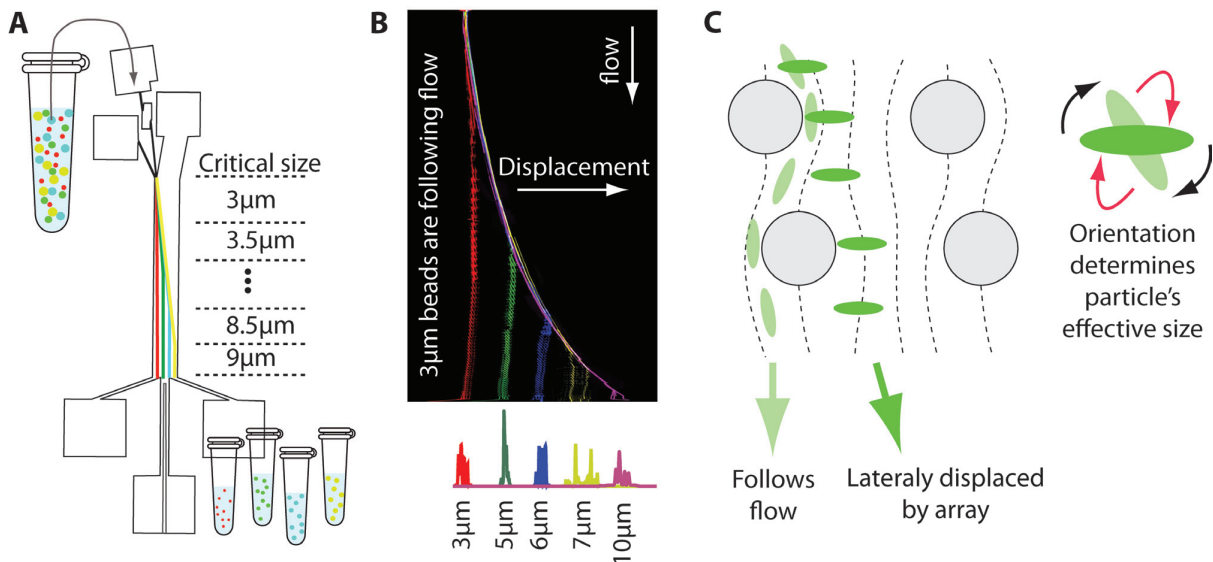 A
Critical size
3µm
3.5µm
8.5µm
9µm
B
3µm beads are following flow
flow
Displacement
3µm
5µm
6µm
7µm
10µm
C
Follows
flow
Lateraly displaced
by array
Orientation
determines
particle's
effective size